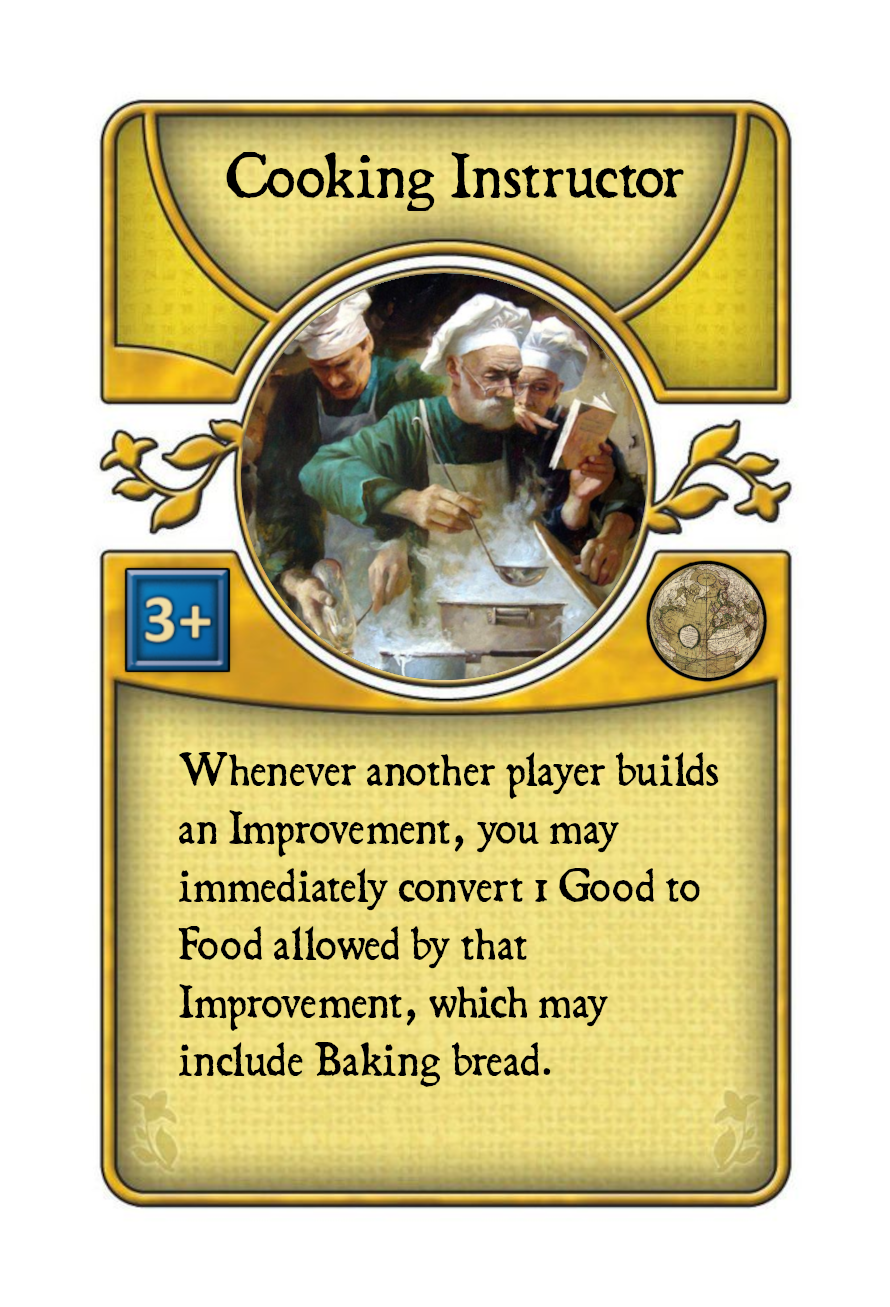 Cooking Instructor
3+
Whenever another player builds
an Improvement, you may
immediately convert 1 Good to
Food allowed by that
Improvement, which may
include Baking bread.